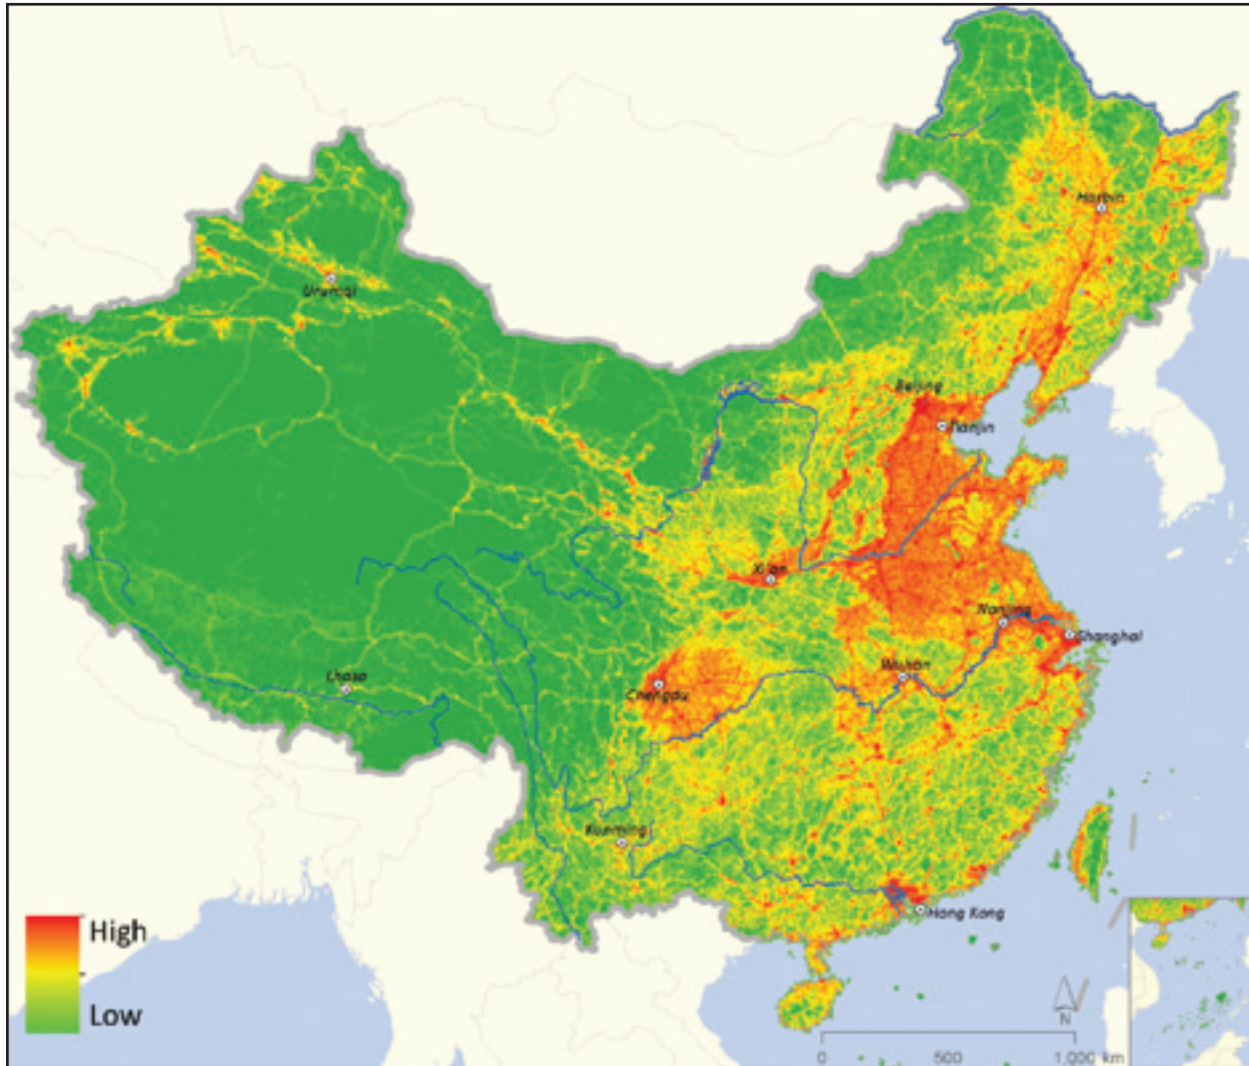 Harbin
Urumqi
Beijing
Tianjin
Xi'an
Nanjing
Shanghai
Wuhan
Lhasa
Chengdu
Kunming
Hong Kong
High
Low
N
0 500 1,000 km